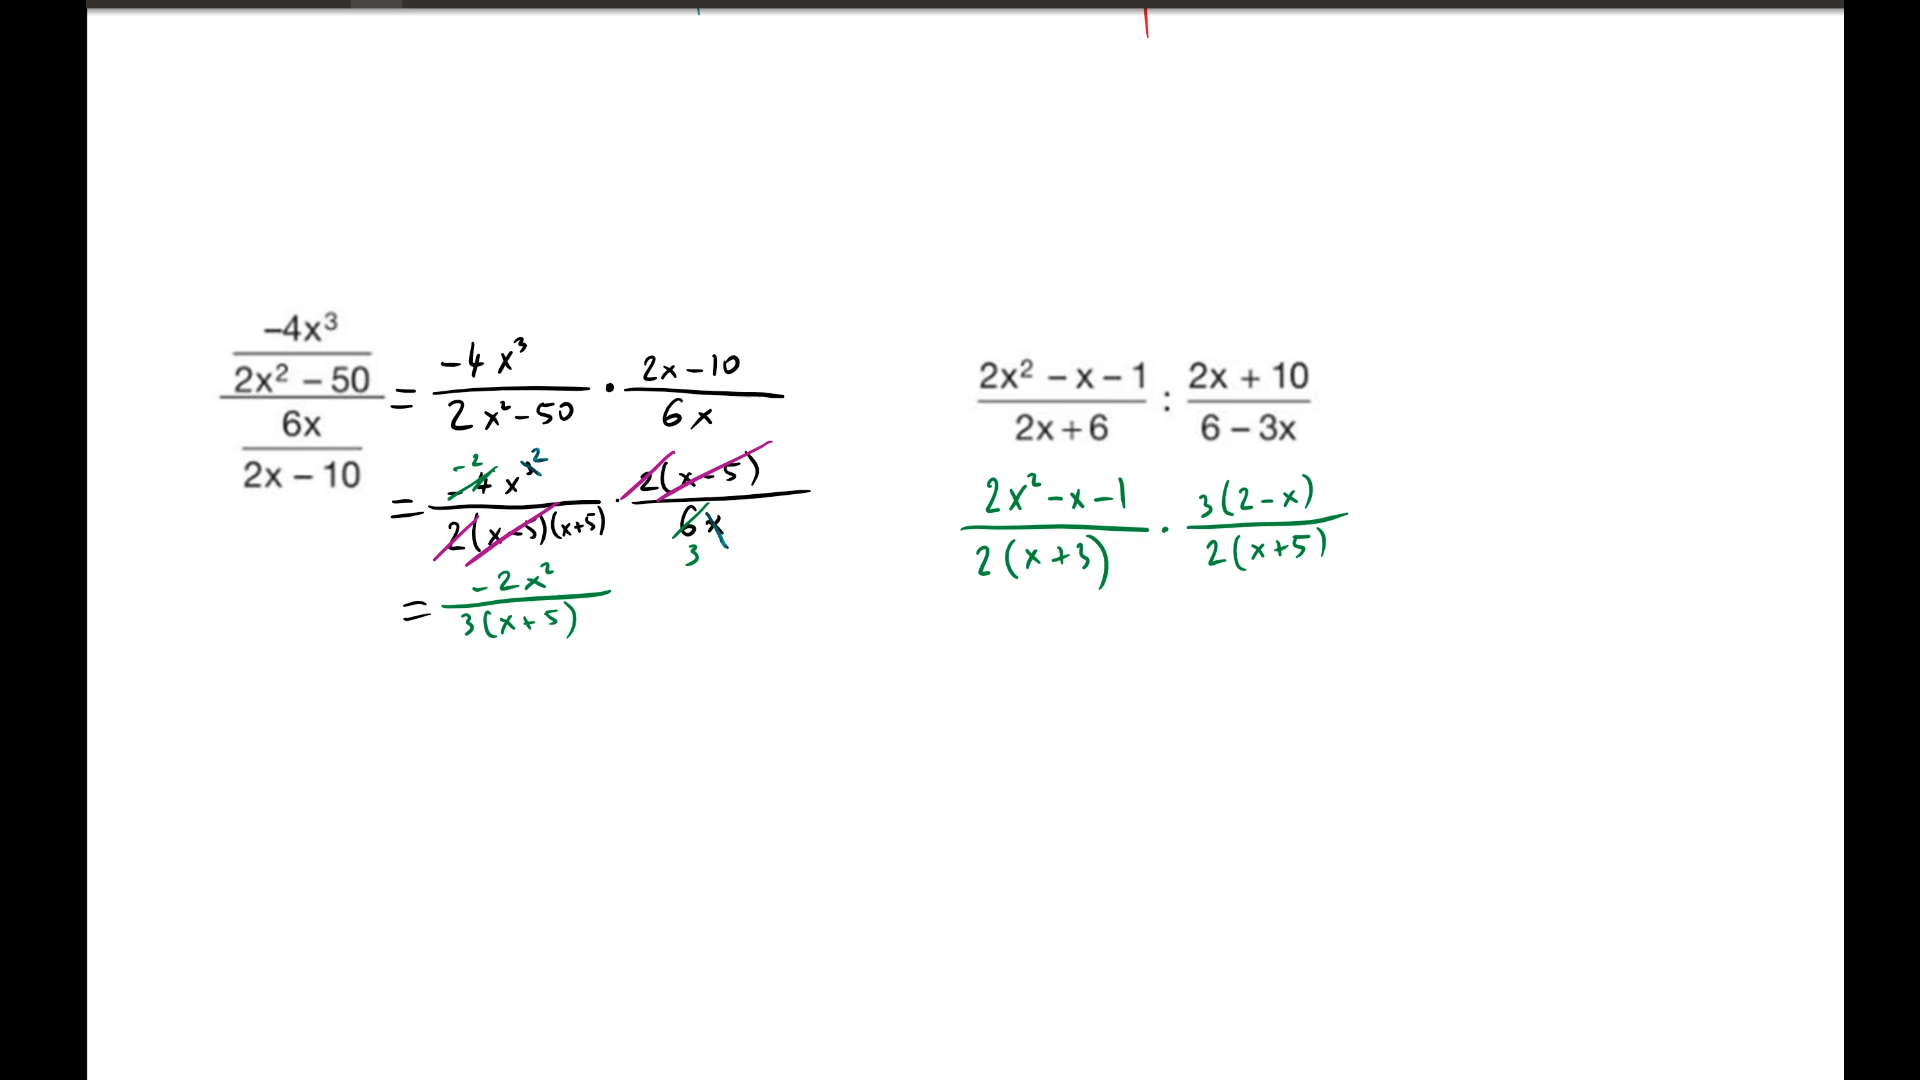 −4x³
2x² − 50
6x
2x − 10
= −4x³ / 2x²−50 · 2x−10 / 6x
= −2 −4x³ 2 / 2(x−5)(x+5) · 2(x−5) / 6x 3
= −2x² / 3(x+5)
2x² − x − 1 / 2x + 6 : 2x + 10 / 6 − 3x
2x²−x−1 / 2(x+3) · 3(2−x) / 2(x+5)